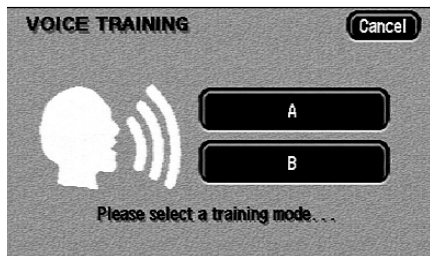 VOICE TRAINING
Cancel
A
B
Please select a training mode...